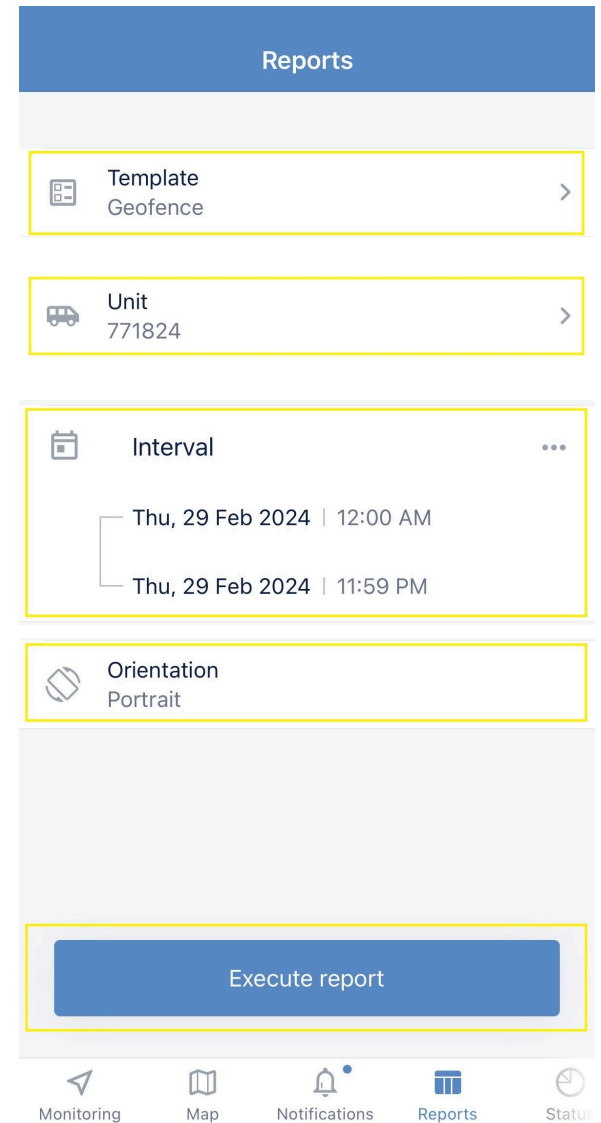 Reports
Template
Geofence
Unit
771824
Interval
Thu, 29 Feb 2024 | 12:00 AM
Thu, 29 Feb 2024 | 11:59 PM
Orientation
Portrait
Execute report
Monitoring Map Notifications Reports Status